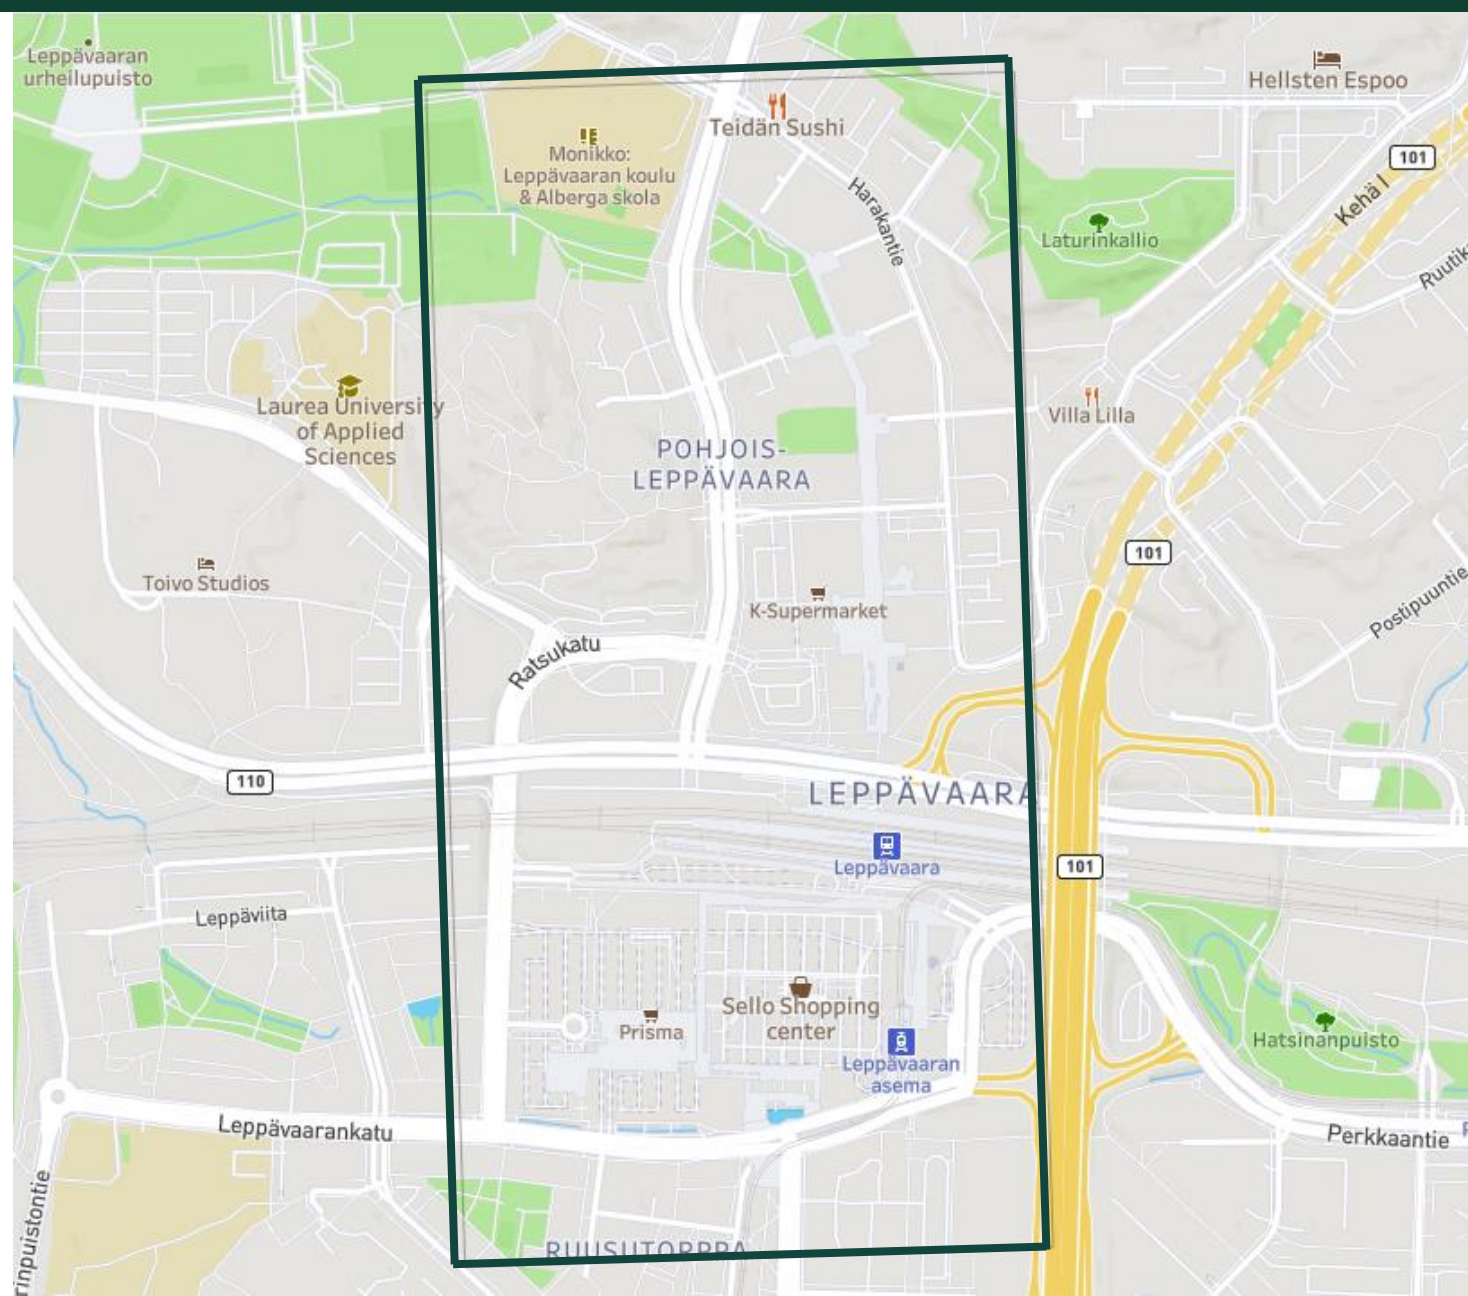 Leppävaaran
urheilupuisto
Hellsten Espoo
Teidän Sushi
101
Monikko:
Leppävaaran koulu
& Alberga skola
Harakantie
Kehä I
Laturinkallio
Laurea University
of Applied
Sciences
Villa Lilla
POHJOIS-
LEPPÄVAARA
101
Toivo Studios
K-Supermarket
Postipuuntie
Ratsukatu
110
LEPPÄVAARA
Leppävaara
101
Leppäviita
Sello Shopping
center
Prisma
Hatsinanpuisto
Leppävaaran
asema
Leppävaarankatu
Perkkaantie
RUUSUTORPPA